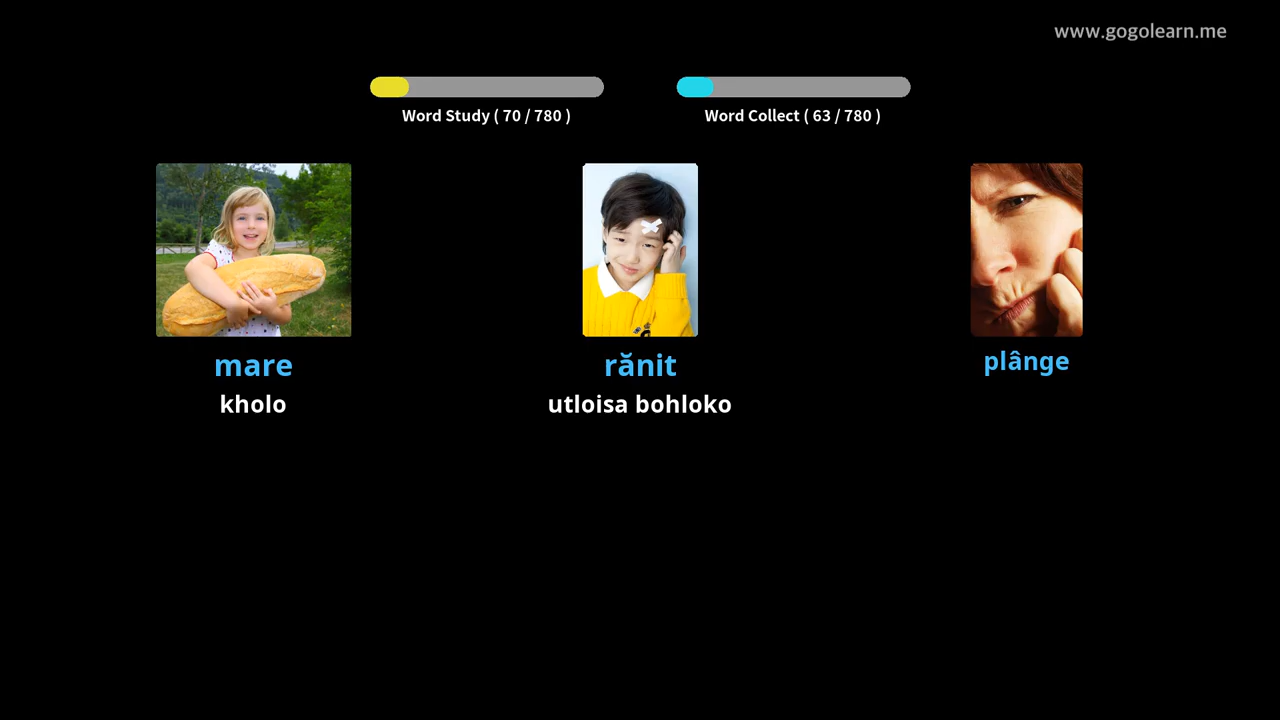 www.gogolearn.me
Word Study ( 70 / 780 )
Word Collect ( 63 / 780 )
mare
rănit
plânge
kholo
utloisa bohloko